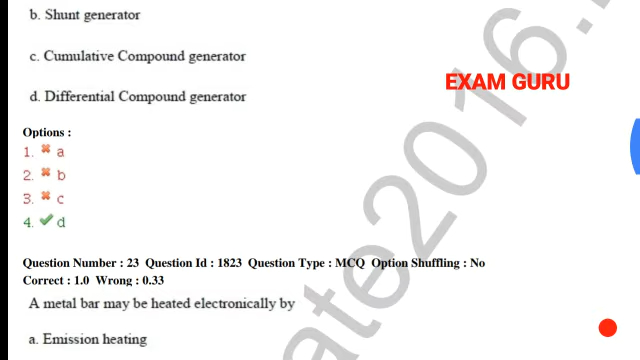 b. Shunt generator
c. Cumulative Compound generator
EXAM GURU
d. Differential Compound generator
Options :
1. ✖ a
2. ✖ b
3. ✖ c
4. ✔ d
Question Number : 23 Question Id : 1823 Question Type : MCQ Option Shuffling : No
Correct : 1.0 Wrong : 0.33
A metal bar may be heated electronically by
a. Emission heating
ate2016.